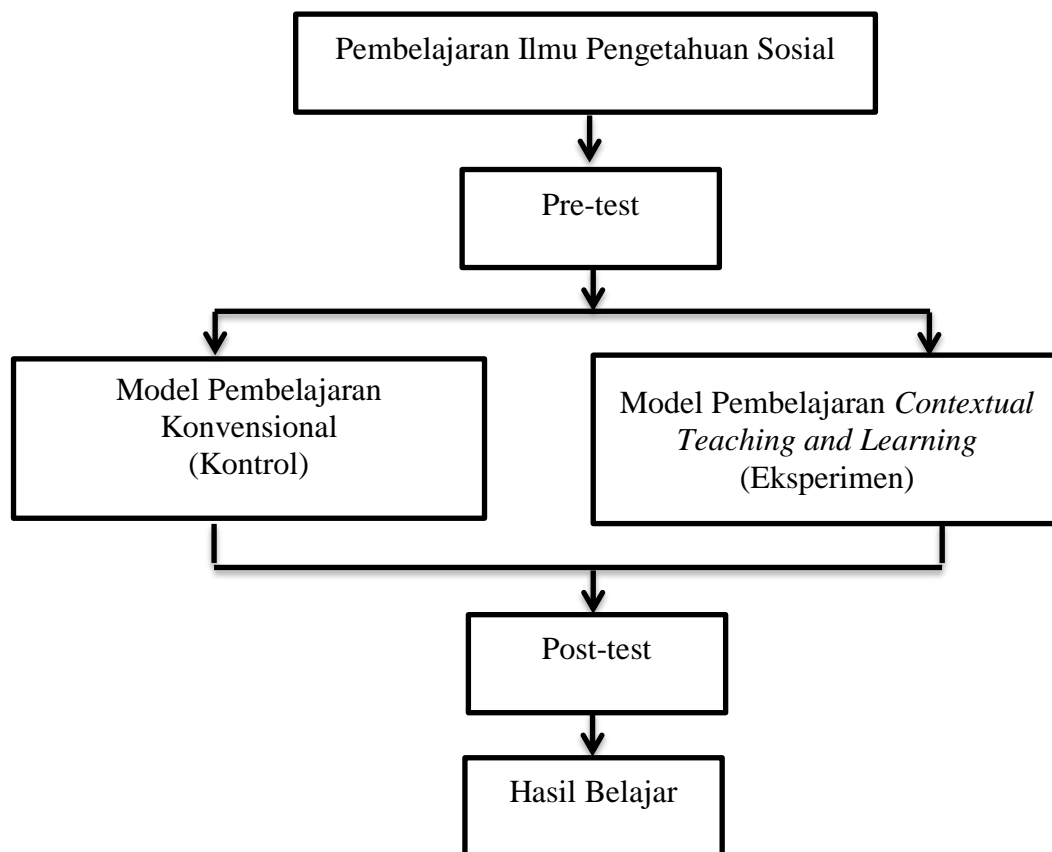 Pembelajaran Ilmu Pengetahuan Sosial
Pre-test
Model Pembelajaran
Konvensional
(Kontrol)
Model Pembelajaran Contextual
Teaching and Learning
(Eksperimen)
Post-test
Hasil Belajar